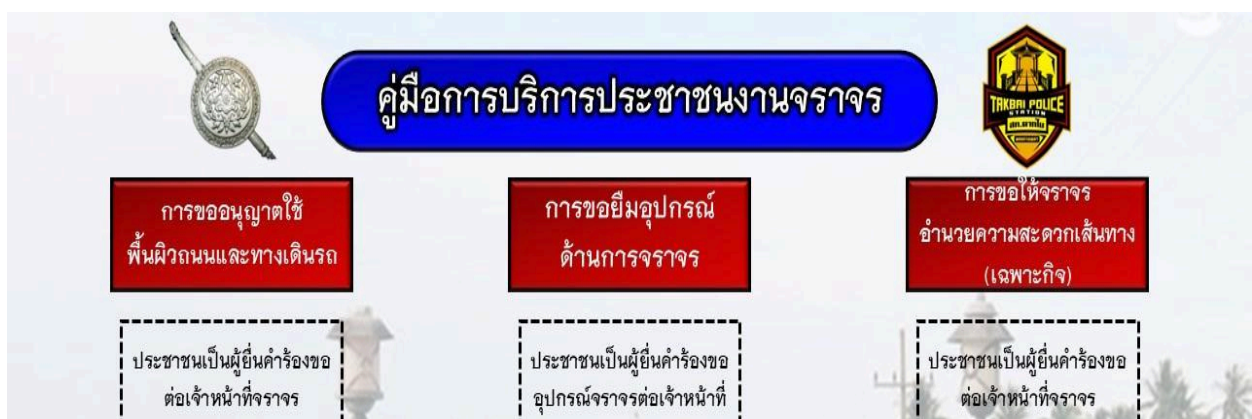 คู่มือการบริการประชาชนงานจราจร
TAKBAI POLICE
STATION
สภ.ตากใบ
การขออนุญาตใช้
พื้นผิวถนนและทางเดินรถ
การขอยืมอุปกรณ์
ด้านการจราจร
การขอให้จราจร
อำนวยความสะดวกเส้นทาง
(เฉพาะกิจ)
ประชาชนเป็นผู้ยื่นคำร้องขอ
ต่อเจ้าหน้าที่จราจร
ประชาชนเป็นผู้ยื่นคำร้องขอ
อุปกรณ์จราจรต่อเจ้าหน้าที่
ประชาชนเป็นผู้ยื่นคำร้องขอ
ต่อเจ้าหน้าที่จราจร